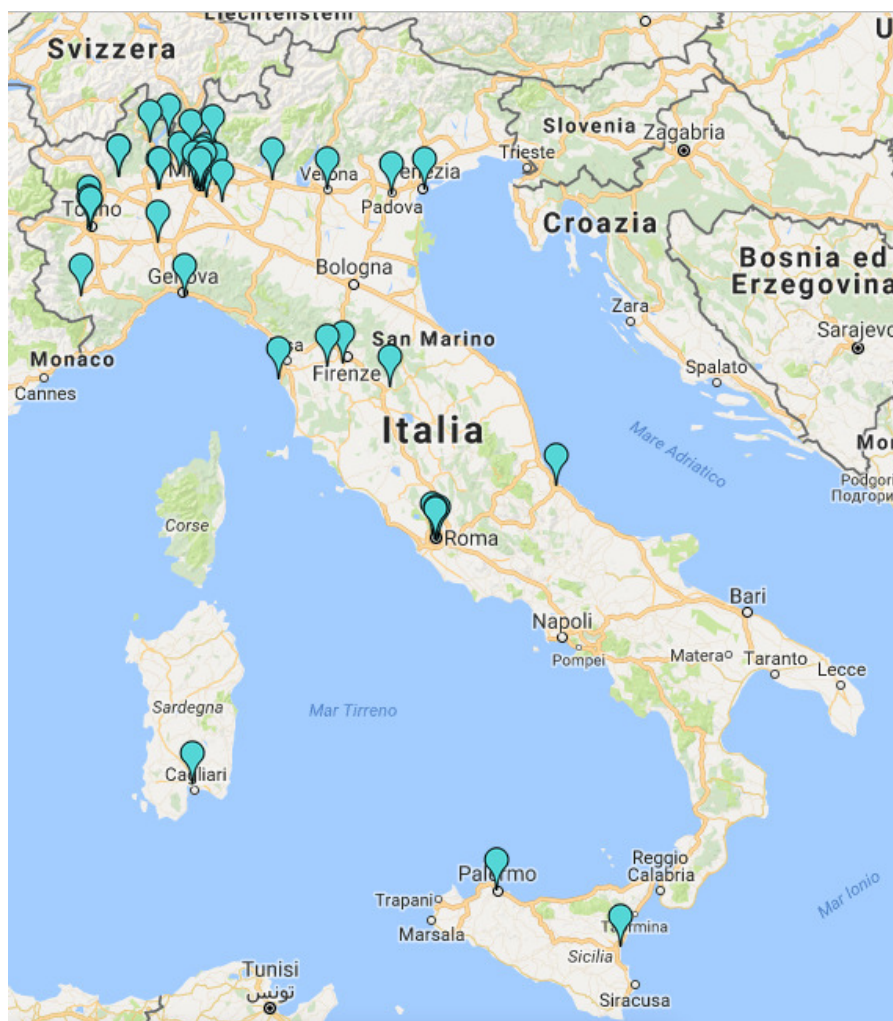 Liechtenstein
Svizzera
U
Slovenia
Zagabria
Trieste
Verona
Venezia
Padova
Torino
Croazia
Bosnia ed
Erzegovina
Genova
Bologna
Zara
San Marino
Sarajevo
Monaco
Cannes
Firenze
Spalato
Italia
Mare Adriatico
Mo
Podgori
Подгори
Corse
Roma
Bari
Napoli
Pompei
Matera
Taranto
Lecce
Sardegna
Mar Tirreno
Cagliari
Reggio
Calabria
Palermo
Trapani
Marsala
Taormina
Mar Ionio
Sicilia
Tunisi
تونس
Siracusa